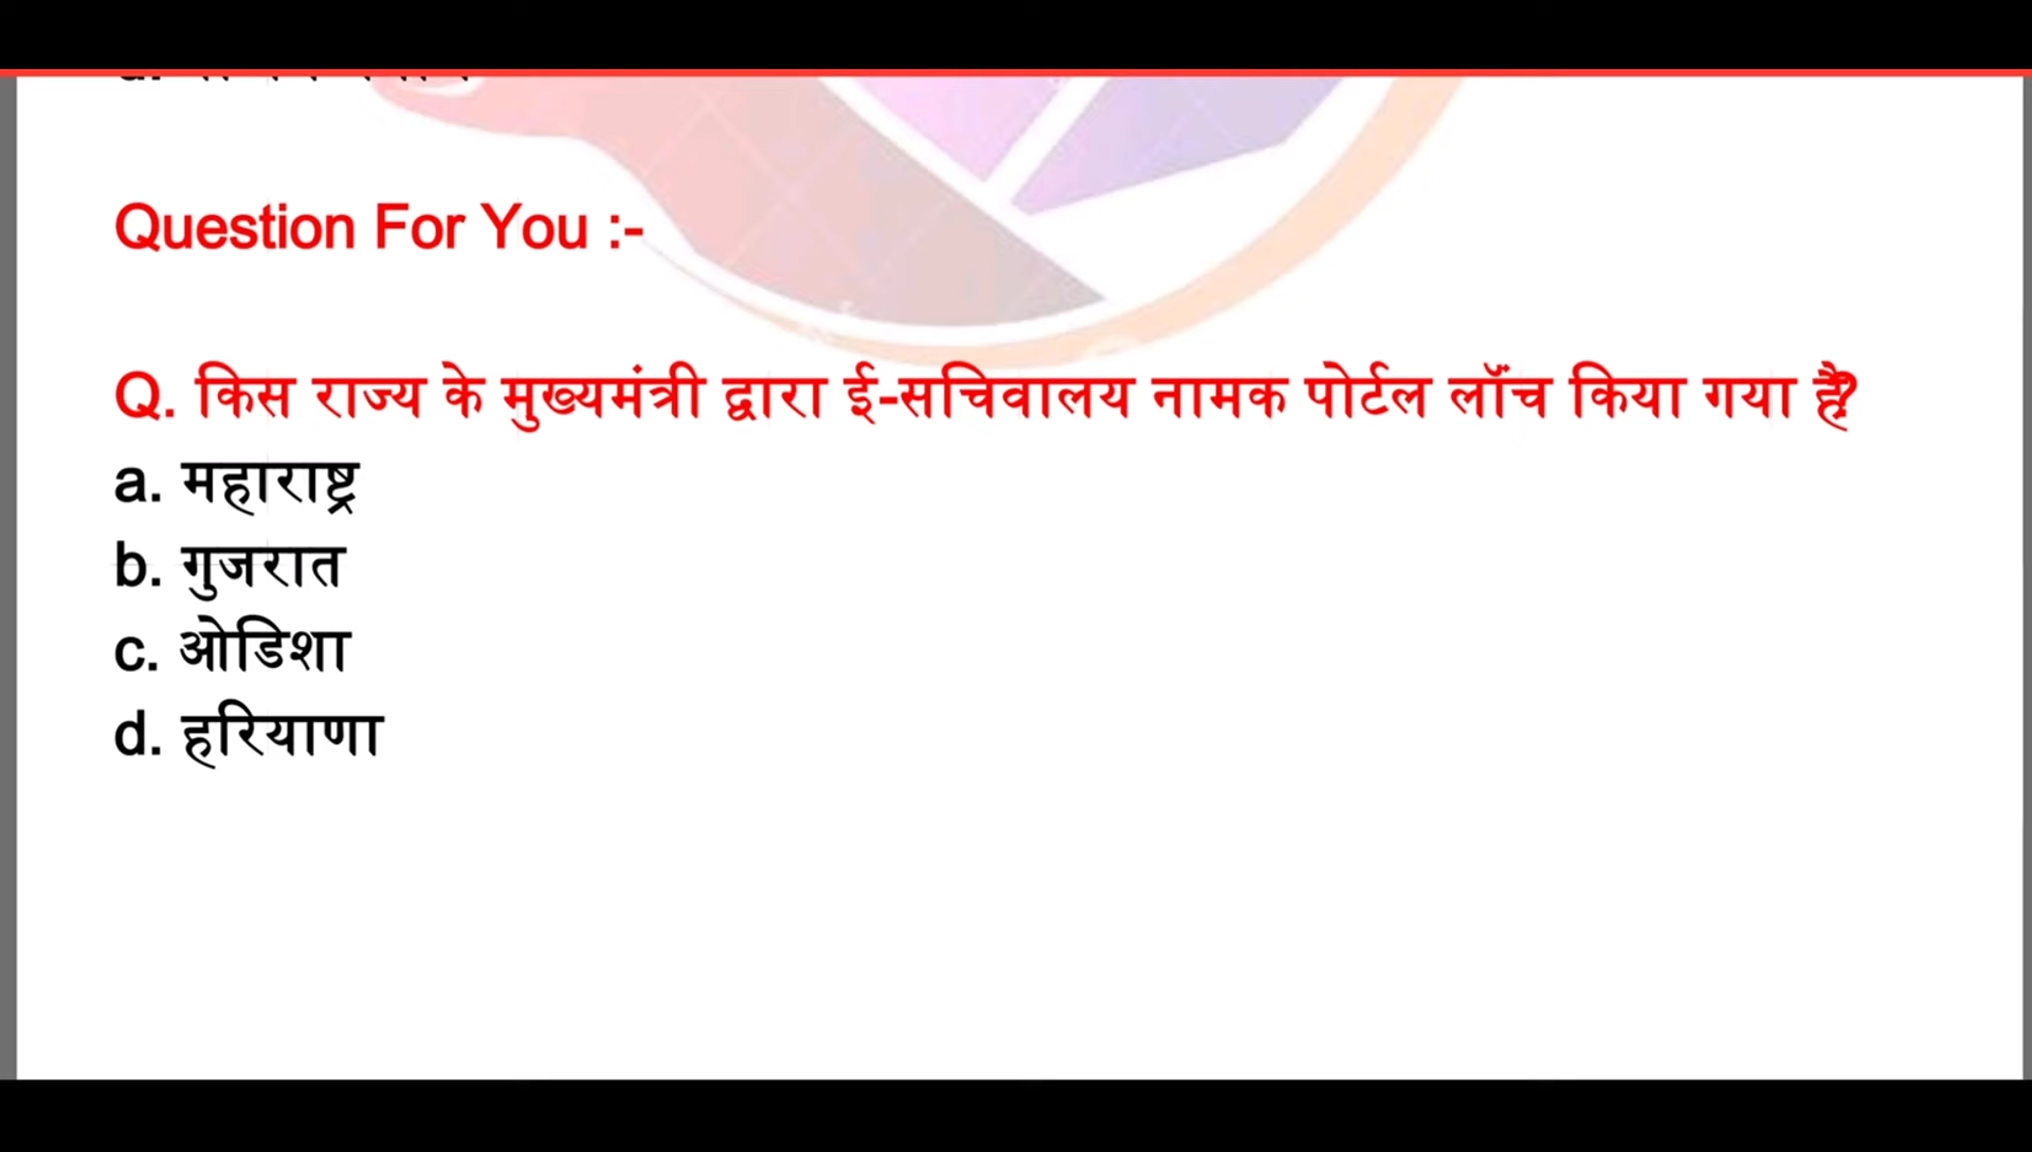 Question For You :-
Q. किस राज्य के मुख्यमंत्री द्वारा ई-सचिवालय नामक पोर्टल लॉंच किया गया है?
a. महाराष्ट्र
b. गुजरात
c. ओडिशा
d. हरियाणा